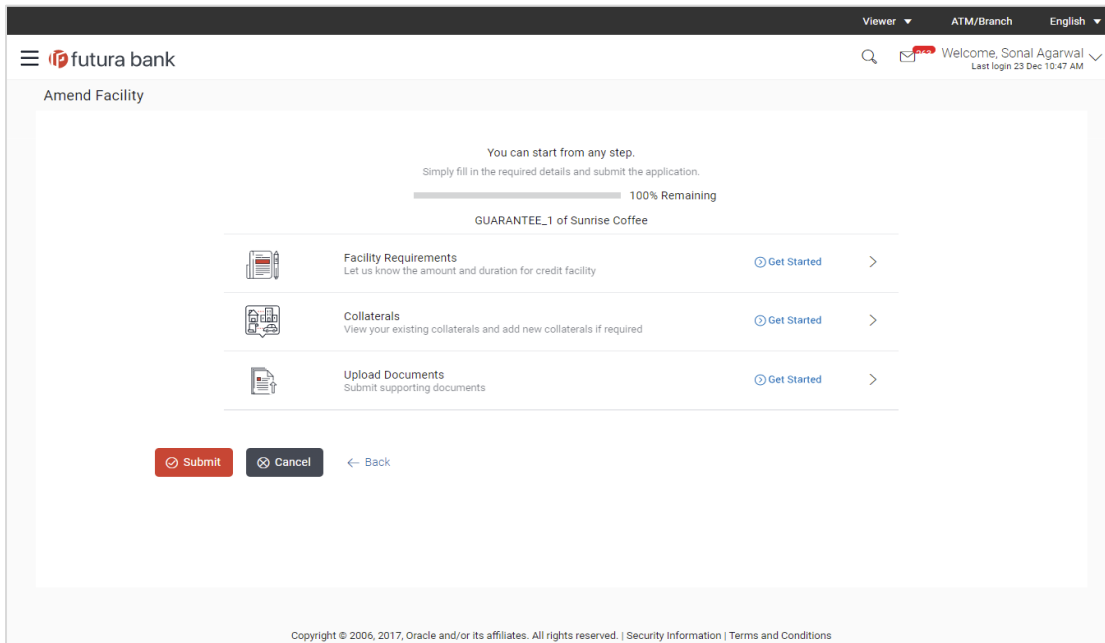 Viewer ATM/Branch English
futura bank
263
Welcome, Sonal Agarwal
Last login 23 Dec 10:47 AM
Amend Facility
You can start from any step.
Simply fill in the required details and submit the application.
100% Remaining
GUARANTEE_1 of Sunrise Coffee
Facility Requirements
Let us know the amount and duration for credit facility
Get Started
Collaterals
View your existing collaterals and add new collaterals if required
Get Started
Upload Documents
Submit supporting documents
Get Started
Submit Cancel Back
Copyright © 2006, 2017, Oracle and/or its affiliates. All rights reserved. | Security Information | Terms and Conditions